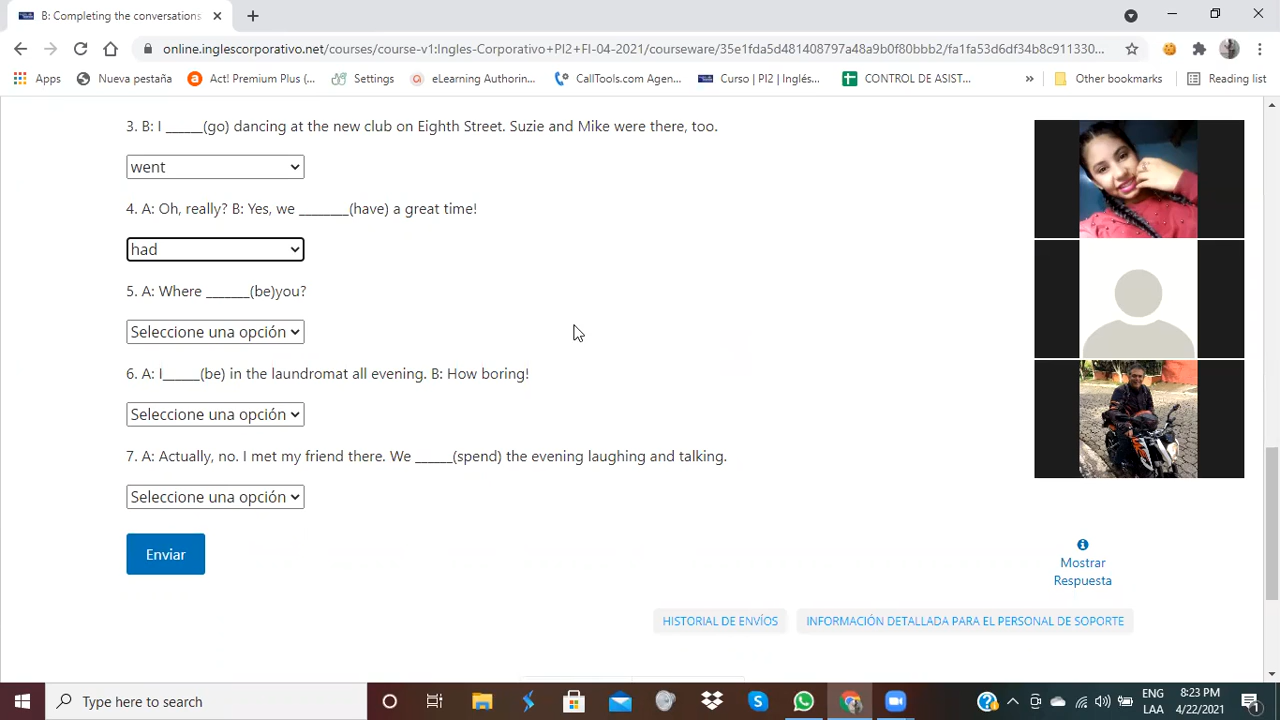 B: Completing the conversations
online.inglescorporativo.net/courses/course-v1:Ingles-Corporativo+PI2+FI-04-2021/courseware/35e1fda5d481408797a48a9b0f80bbb2/fa1fa53d6df34b8c911330...
Apps Nueva pestaña Act! Premium Plus (... Settings eLearning Authorin... CallTools.com Agen... Curso | PI2 | Inglé... CONTROL DE ASIST... » Other bookmarks Reading list
3. B: I ______(go) dancing at the new club on Eighth Street. Suzie and Mike were there, too.
went
4. A: Oh, really? B: Yes, we ________(have) a great time!
had
5. A: Where _______(be)you?
Seleccione una opción
6. A: I______(be) in the laundromat all evening. B: How boring!
Seleccione una opción
7. A: Actually, no. I met my friend there. We ______(spend) the evening laughing and talking.
Seleccione una opción
Enviar
Mostrar
Respuesta
HISTORIAL DE ENVÍOS INFORMACIÓN DETALLADA PARA EL PERSONAL DE SOPORTE
Type here to search
ENG 8:23 PM
LAA 4/22/2021